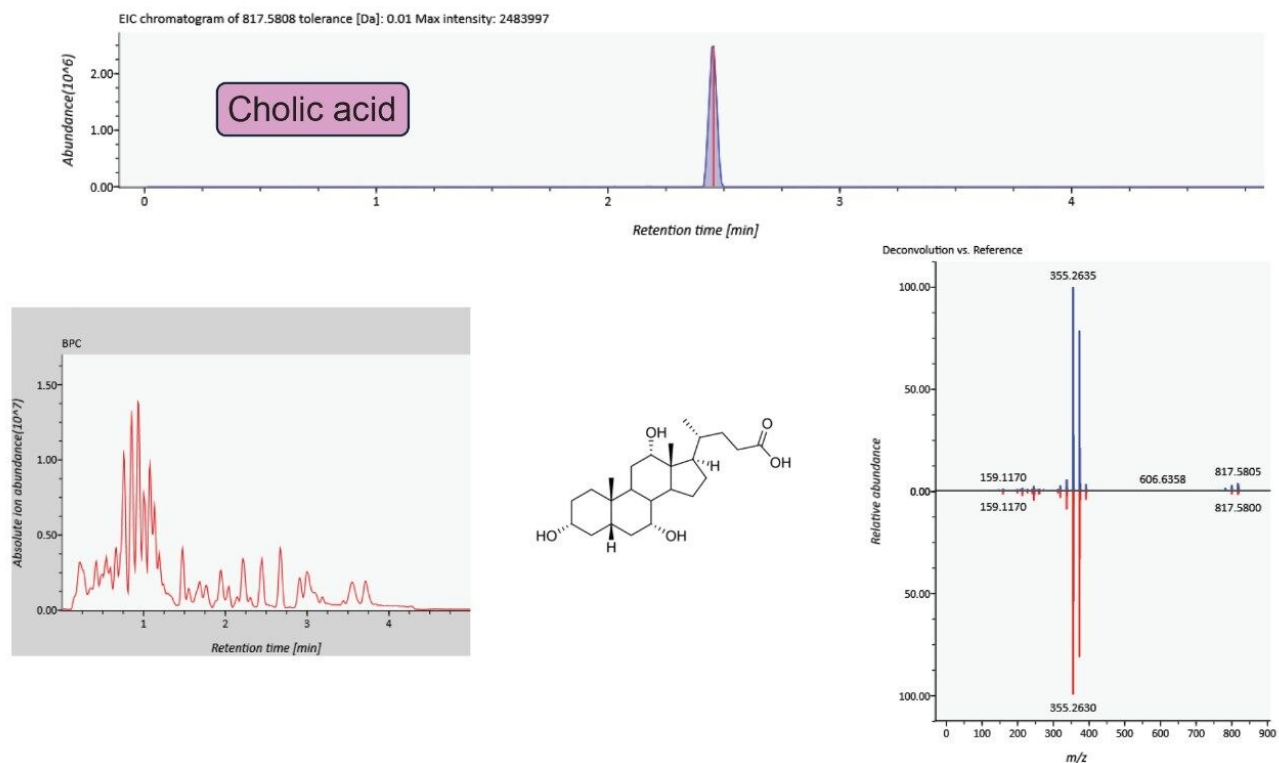 EIC chromatogram of 817.5808 tolerance [Da]: 0.01 Max intensity: 2483997
Abundance(10^6)
2.00
1.00
0.00
Cholic acid
0 1 2 3 4
Retention time [min]
BPC
Absolute ion abundance(10^7)
1.50
1.00
0.50
0.00
1 2 3 4
Retention time [min]
OH
O
OH
HO
H
H
OH
Deconvolution vs. Reference
Relative abundance
100.00
50.00
0.00
50.00
100.00
355.2635
159.1170 606.6358 817.5805
159.1170 817.5800
355.2630
0 100 200 300 400 500 600 700 800 900
m/z